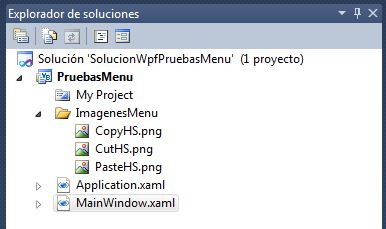 Explorador de soluciones
Solución 'SolucionWpfPruebasMenu' (1 proyecto)
PruebasMenu
My Project
ImagenesMenu
CopyHS.png
CutHS.png
PasteHS.png
Application.xaml
MainWindow.xaml